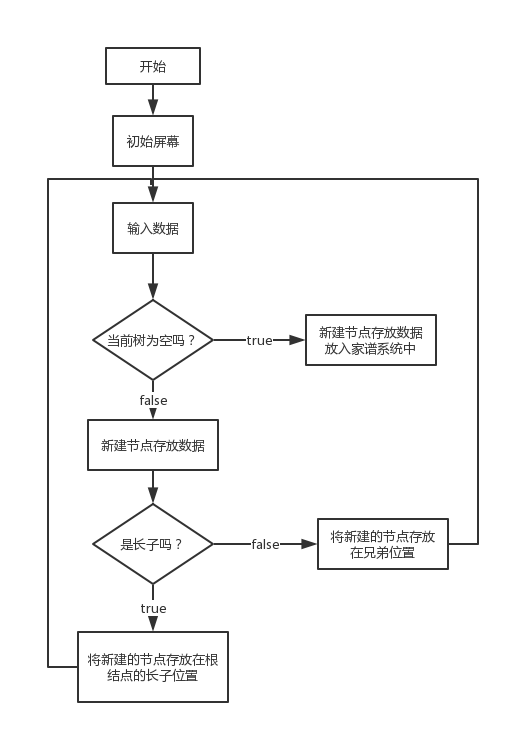 开始
初始屏幕
输入数据
当前树为空吗？
true
新建节点存放数据
放入家谱系统中
false
新建节点存放数据
是长子吗？
false
将新建的节点存放
在兄弟位置
true
将新建的节点存放在根
结点的长子位置